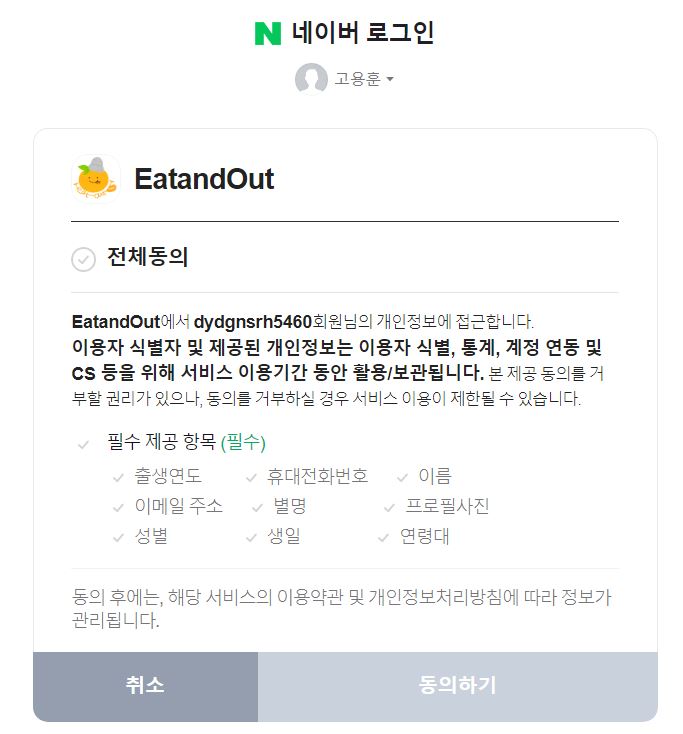 네이버 로그인
고용훈
EatandOut
전체동의
EatandOut에서 dydgnsrh5460회원님의 개인정보에 접근합니다.
이용자 식별자 및 제공된 개인정보는 이용자 식별, 통계, 계정 연동 및
CS 등을 위해 서비스 이용기간 동안 활용/보관됩니다. 본 제공 동의를 거
부할 권리가 있으나, 동의를 거부하실 경우 서비스 이용이 제한될 수 있습니다.
필수 제공 항목 (필수)
출생연도 휴대전화번호 이름
이메일 주소 별명 프로필사진
성별 생일 연령대
동의 후에는, 해당 서비스의 이용약관 및 개인정보처리방침에 따라 정보가
관리됩니다.
취소 동의하기